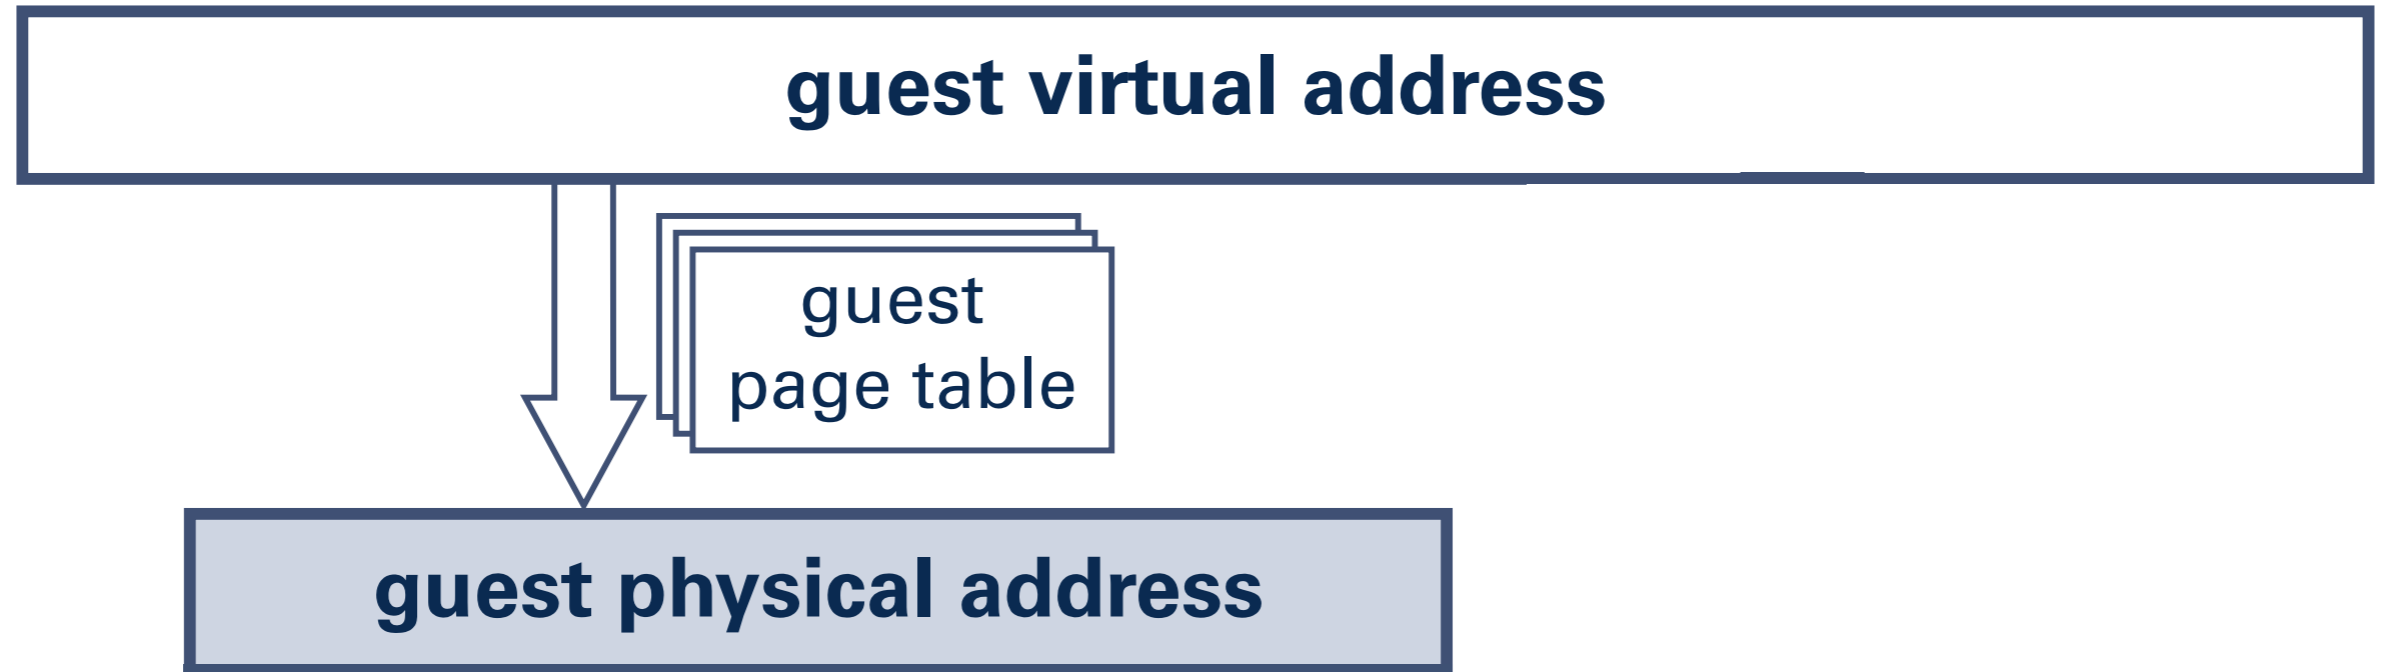 guest virtual address
guest
page table
guest physical address